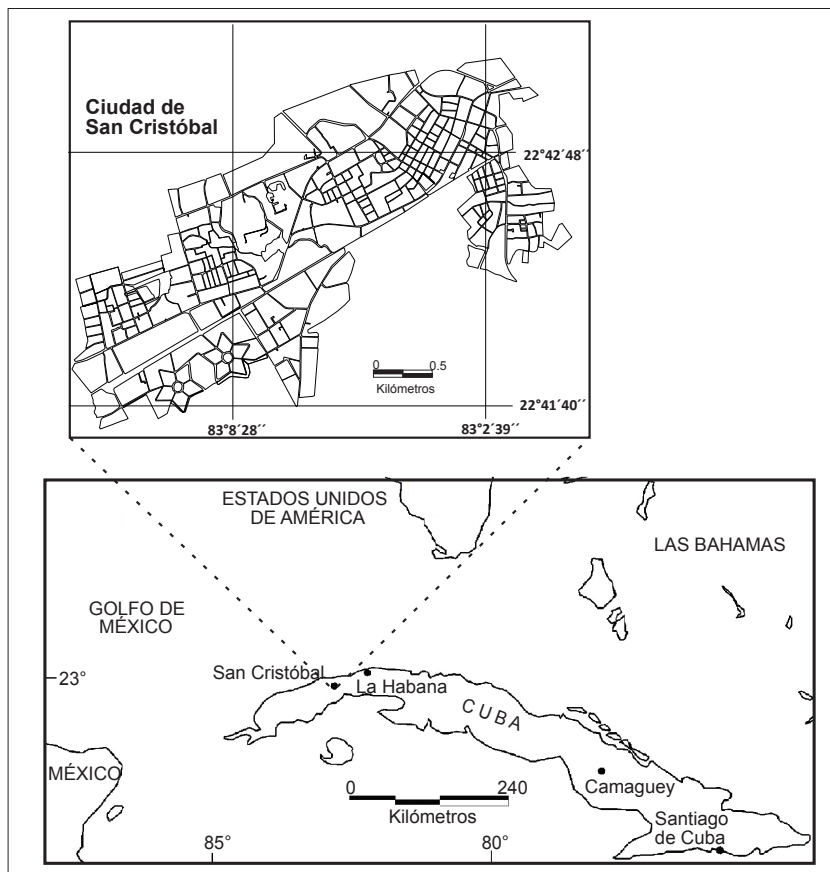 Ciudad de
San Cristóbal
22°42´48´´
0 0.5
Kilómetros
22°41´40´´
83°8´28´´ 83°2´39´´
ESTADOS UNIDOS
DE AMÉRICA
LAS BAHAMAS
GOLFO DE
MÉXICO
23°
San Cristóbal
La Habana
CUBA
MÉXICO
0 240
Kilómetros
Camaguey
Santiago
de Cuba
85° 80°